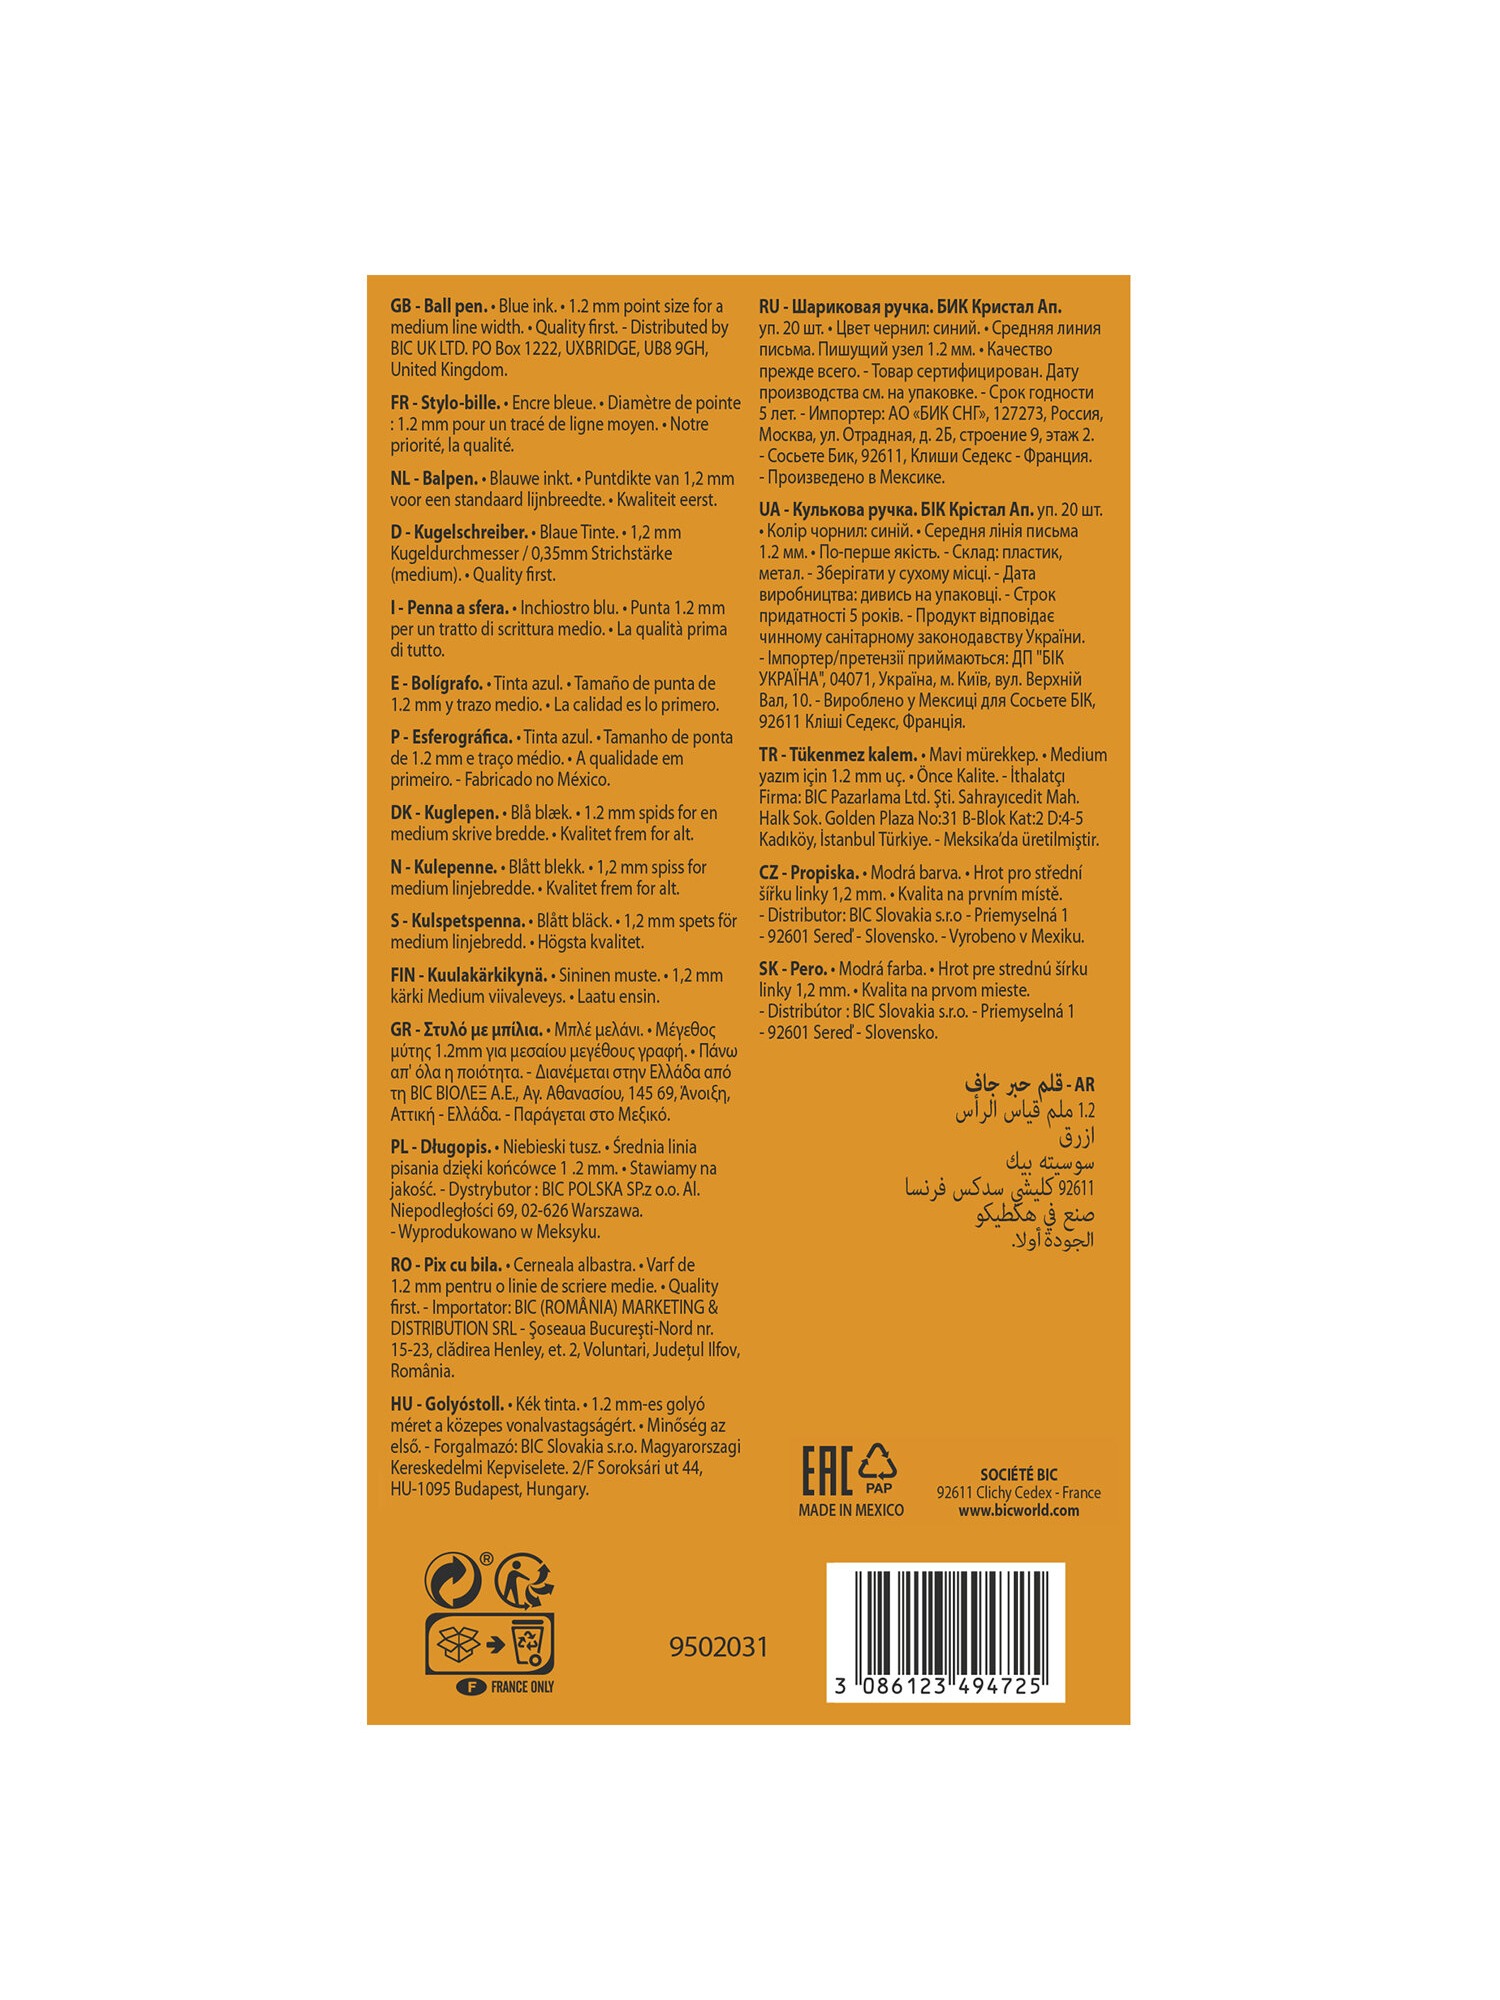 GB - Ball pen. • Blue ink. • 1.2 mm point size for a
medium line width. • Quality first. - Distributed by
BIC UK LTD. PO Box 1222, UXBRIDGE, UB8 9GH,
United Kingdom.
FR - Stylo-bille. • Encre bleue. • Diamètre de pointe
: 1.2 mm pour un tracé de ligne moyen. • Notre
priorité, la qualité.
NL - Balpen. • Blauwe inkt. • Puntdikte van 1,2 mm
voor een standaard lijnbreedte. • Kwaliteit eerst.
D - Kugelschreiber. • Blaue Tinte. • 1,2 mm
Kugeldurchmesser / 0,35mm Strichstärke
(medium). • Quality first.
I - Penna a sfera. • Inchiostro blu. • Punta 1.2 mm
per un tratto di scrittura medio. • La qualità prima
di tutto.
E - Bolígrafo. • Tinta azul. • Tamaño de punta de
1.2 mm y trazo medio. • La calidad es lo primero.
P - Esferográfica. • Tinta azul. • Tamanho de ponta
de 1.2 mm e traço médio. • A qualidade em
primeiro. - Fabricado no México.
DK - Kuglepen. • Blå blæk. • 1.2 mm spids for en
medium skrive bredde. • Kvalitet frem for alt.
N - Kulepenne. • Blått blekk. • 1,2 mm spiss for
medium linjebredde. • Kvalitet frem for alt.
S - Kulspetspenna. • Blått bläck. • 1,2 mm spets för
medium linjebredd. • Högsta kvalitet.
FIN - Kuulakärkikynä. • Sininen muste. • 1,2 mm
kärki Medium viivaleveys. • Laatu ensin.
GR - Στυλό με μπίλια. • Μπλέ μελάνι. • Μέγεθος
μύτης 1.2mm για μεσαίου μεγέθους γραφή. • Πάνω
απ' όλα η ποιότητα. - Διανέμεται στην Ελλάδα από
τη BIC ΒΙΟΛΕΞ Α.Ε., Αγ. Αθανασίου, 145 69, Άνοιξη,
Αττική - Ελλάδα. - Παράγεται στο Μεξικό.
PL - Długopis. • Niebieski tusz. • Średnia linia
pisania dzięki końcówce 1 .2 mm. • Stawiamy na
jakość. - Dystrybutor : BIC POLSKA SP.z o.o. Al.
Niepodległości 69, 02-626 Warszawa.
- Wyprodukowano w Meksyku.
RO - Pix cu bila. • Cerneala albastra. • Varf de
1.2 mm pentru o linie de scriere medie. • Quality
first. - Importator: BIC (ROMÂNIA) MARKETING &
DISTRIBUTION SRL - Şoseaua Bucureşti-Nord nr.
15-23, clădirea Henley, et. 2, Voluntari, Județul Ilfov,
România.
HU - Golyóstoll. • Kék tinta. • 1.2 mm-es golyó
méret a közepes vonalvastagságért. • Minőség az
első. - Forgalmazó: BIC Slovakia s.r.o. Magyarorszagi
Kereskedelmi Kepviselete. 2/F Soroksári ut 44,
HU-1095 Budapest, Hungary.
RU - Шариковая ручка. БИК Кристал Ап.
уп. 20 шт. • Цвет чернил: синий. • Средняя линия
письма. Пишущий узел 1.2 мм. • Качество
прежде всего. - Товар сертифицирован. Дату
производства см. на упаковке. - Срок годности
5 лет. - Импортер: АО «БИК СНГ», 127273, Россия,
Москва, ул. Отрадная, д. 2Б, строение 9, этаж 2.
- Сосьете Бик, 92611, Клиши Седекс - Франция.
- Произведено в Мексике.
UA - Кулькова ручка. БІК Крістал Ап. уп. 20 шт.
• Колір чорнил: синій. • Середня лінія письма
1.2 мм. • По-перше якість. - Склад: пластик,
метал. - Зберігати у сухому місці. - Дата
виробництва: дивись на упаковці. - Строк
придатності 5 років. - Продукт відповідає
чинному санітарному законодавству України.
- Імпортер/претензії приймаються: ДП "БІК
УКРАЇНА", 04071, Україна, м. Київ, вул. Верхній
Вал, 10. - Вироблено у Мексиці для Сосьете БІК,
92611 Кліші Седекс, Франція.
TR - Tükenmez kalem. • Mavi mürekkep. • Medium
yazım için 1.2 mm uç. • Önce Kalite. - İthalatçı
Firma: BIC Pazarlama Ltd. Şti. Sahrayıcedit Mah.
Halk Sok. Golden Plaza No:31 B-Blok Kat:2 D:4-5
Kadıköy, İstanbul Türkiye. - Meksika’da üretilmiştir.
CZ - Propiska. • Modrá barva. • Hrot pro střední
šířku linky 1,2 mm. • Kvalita na prvním místě.
- Distributor: BIC Slovakia s.r.o - Priemyselná 1
- 92601 Sereď - Slovensko. - Vyrobeno v Mexiku.
SK - Pero. • Modrá farba. • Hrot pre strednú šírku
linky 1,2 mm. • Kvalita na prvom mieste.
- Distribútor : BIC Slovakia s.r.o. - Priemyselná 1
- 92601 Sereď - Slovensko.
AR - قلم حبر جاف
1.2 ملم قياس الرأس
ازرق
سوسيته بيك
92611 كليشي سدكس فرنسا
صنع في هكطيكو
الجودة أولا.
EAC
PAP
MADE IN MEXICO
SOCIÉTÉ BIC
92611 Clichy Cedex - France
www.bicworld.com
®
F FRANCE ONLY
9502031
3 086123 494725